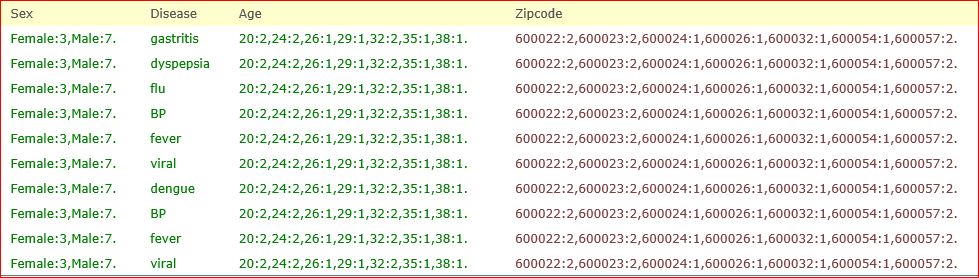 Sex Disease Age Zipcode
Female:3,Male:7. gastritis 20:2,24:2,26:1,29:1,32:2,35:1,38:1. 600022:2,600023:2,600024:1,600026:1,600032:1,600054:1,600057:2.
Female:3,Male:7. dyspepsia 20:2,24:2,26:1,29:1,32:2,35:1,38:1. 600022:2,600023:2,600024:1,600026:1,600032:1,600054:1,600057:2.
Female:3,Male:7. flu 20:2,24:2,26:1,29:1,32:2,35:1,38:1. 600022:2,600023:2,600024:1,600026:1,600032:1,600054:1,600057:2.
Female:3,Male:7. BP 20:2,24:2,26:1,29:1,32:2,35:1,38:1. 600022:2,600023:2,600024:1,600026:1,600032:1,600054:1,600057:2.
Female:3,Male:7. fever 20:2,24:2,26:1,29:1,32:2,35:1,38:1. 600022:2,600023:2,600024:1,600026:1,600032:1,600054:1,600057:2.
Female:3,Male:7. viral 20:2,24:2,26:1,29:1,32:2,35:1,38:1. 600022:2,600023:2,600024:1,600026:1,600032:1,600054:1,600057:2.
Female:3,Male:7. dengue 20:2,24:2,26:1,29:1,32:2,35:1,38:1. 600022:2,600023:2,600024:1,600026:1,600032:1,600054:1,600057:2.
Female:3,Male:7. BP 20:2,24:2,26:1,29:1,32:2,35:1,38:1. 600022:2,600023:2,600024:1,600026:1,600032:1,600054:1,600057:2.
Female:3,Male:7. fever 20:2,24:2,26:1,29:1,32:2,35:1,38:1. 600022:2,600023:2,600024:1,600026:1,600032:1,600054:1,600057:2.
Female:3,Male:7. viral 20:2,24:2,26:1,29:1,32:2,35:1,38:1. 600022:2,600023:2,600024:1,600026:1,600032:1,600054:1,600057:2.